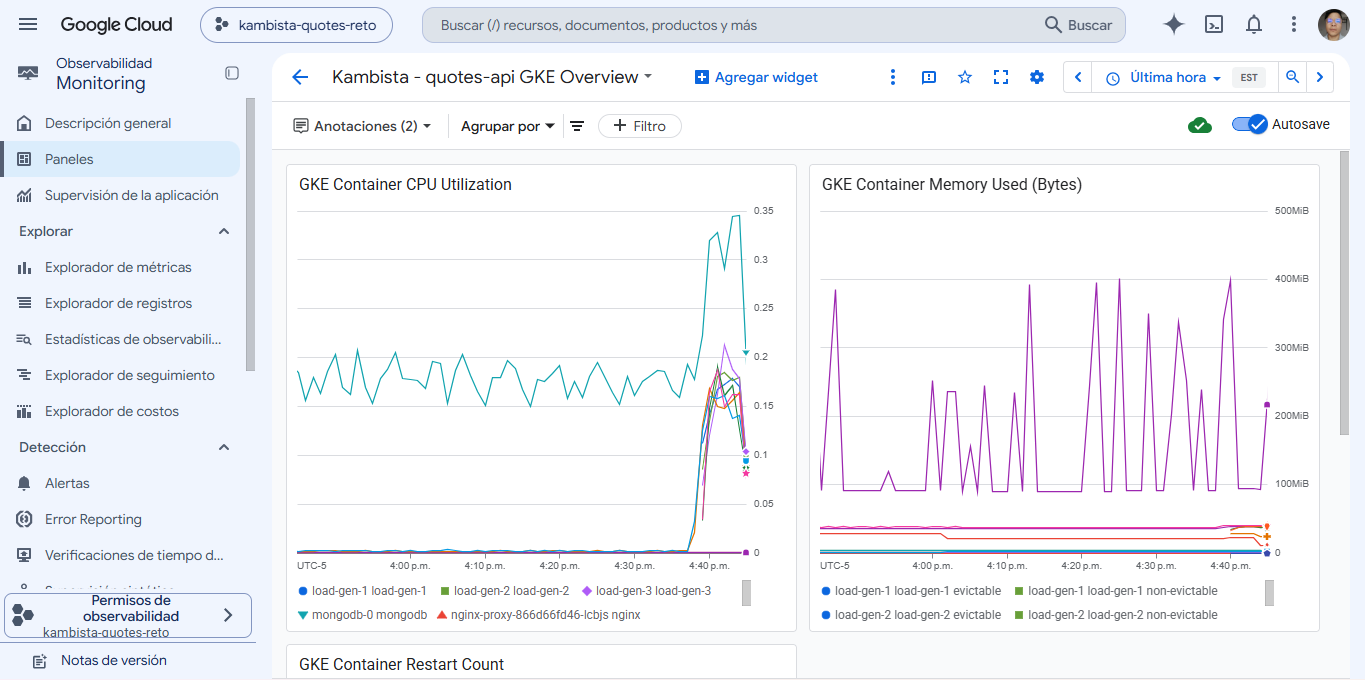 Google Cloud
kambista-quotes-reto
Buscar (/) recursos, documentos, productos y más
Buscar
Observabilidad
Monitoring
Descripción general
Paneles
Supervisión de la aplicación
Explorar
Explorador de métricas
Explorador de registros
Estadísticas de observabili...
Explorador de seguimiento
Explorador de costos
Detección
Alertas
Error Reporting
Verificaciones de tiempo d...
Permisos de
observabilidad
kambista-quotes-reto
Notas de versión
Kambista - quotes-api GKE Overview
Agregar widget
Última hora
EST
Anotaciones (2)
Agrupar por
Filtro
Autosave
GKE Container CPU Utilization
0.35
0.3
0.25
0.2
0.15
0.1
0.05
0
UTC-5 4:00 p.m. 4:10 p.m. 4:20 p.m. 4:30 p.m. 4:40 p.m.
load-gen-1 load-gen-1 load-gen-2 load-gen-2 load-gen-3 load-gen-3
mongodb-0 mongodb nginx-proxy-866d66fd46-lcbjs nginx
GKE Container Memory Used (Bytes)
500MiB
400MiB
300MiB
200MiB
100MiB
0
UTC-5 4:00 p.m. 4:10 p.m. 4:20 p.m. 4:30 p.m. 4:40 p.m.
load-gen-1 load-gen-1 evictable load-gen-1 load-gen-1 non-evictable
load-gen-2 load-gen-2 evictable load-gen-2 load-gen-2 non-evictable
GKE Container Restart Count